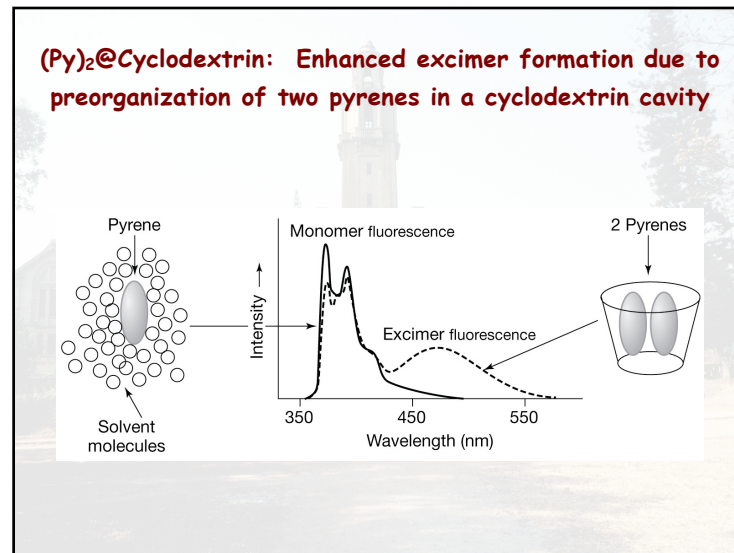 (Py)₂@Cyclodextrin: Enhanced excimer formation due to
preorganization of two pyrenes in a cyclodextrin cavity
Pyrene
Solvent
molecules
Intensity →
Monomer fluorescence
Excimer fluorescence
350
450
550
Wavelength (nm)
2 Pyrenes